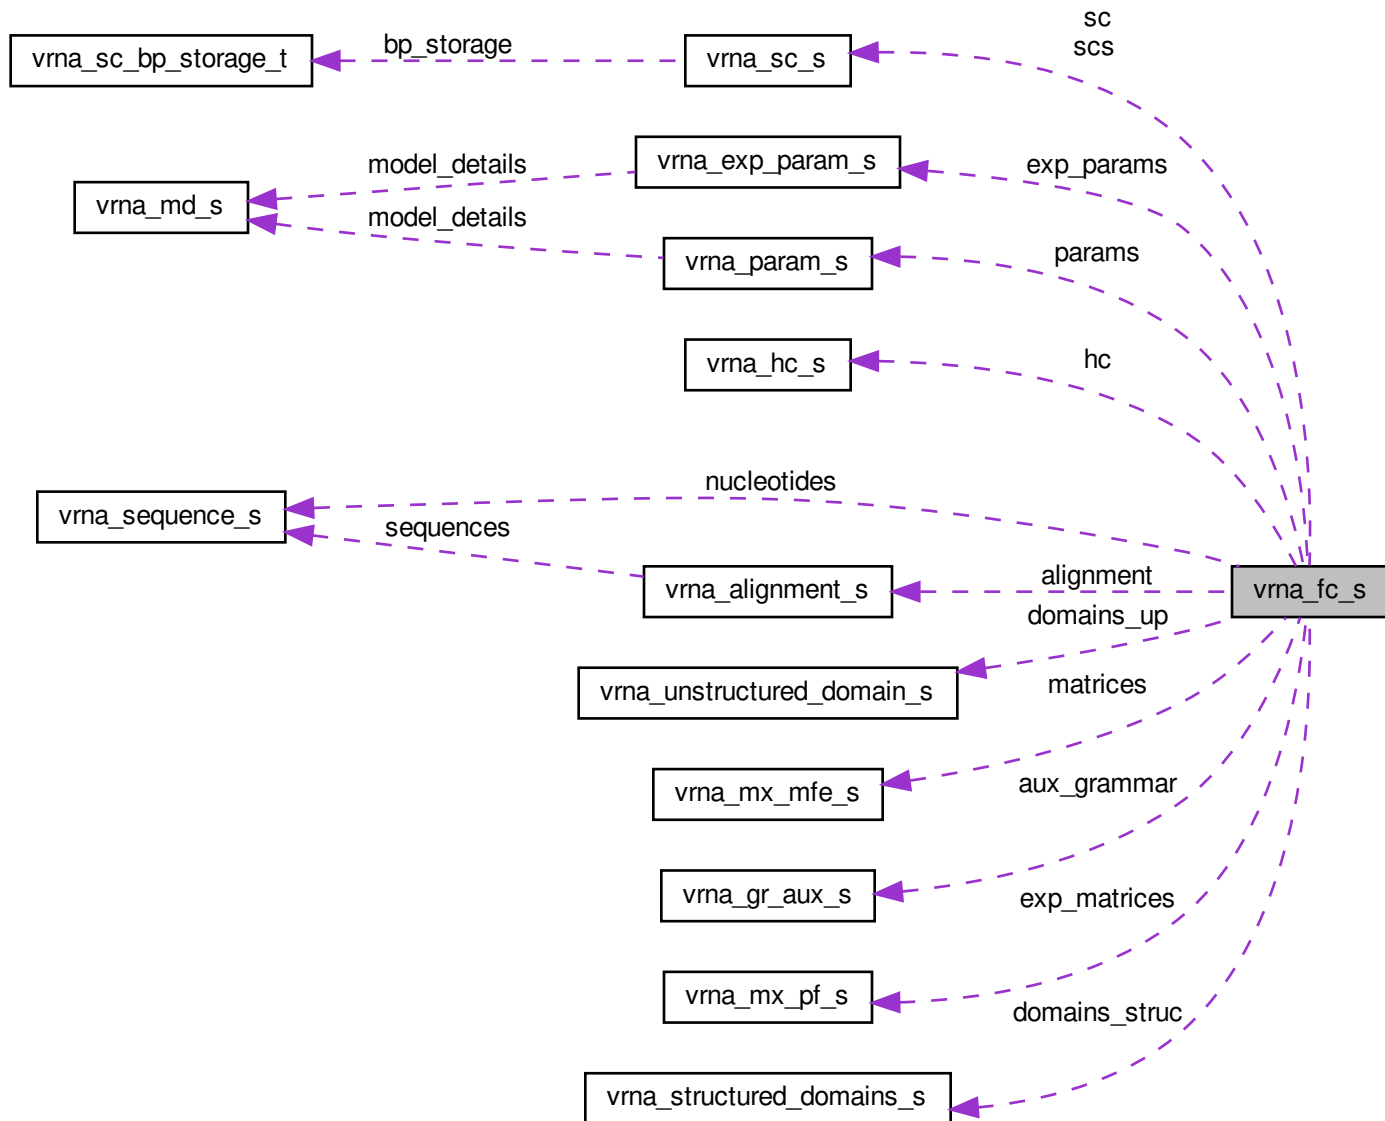 sc
scs
bp_storage
vrna_sc_bp_storage_t
vrna_sc_s
model_details
vrna_exp_param_s
exp_params
vrna_md_s
model_details
vrna_param_s
params
vrna_hc_s
hc
nucleotides
vrna_sequence_s
sequences
vrna_alignment_s
alignment
vrna_fc_s
domains_up
vrna_unstructured_domain_s
matrices
vrna_mx_mfe_s
aux_grammar
vrna_gr_aux_s
exp_matrices
vrna_mx_pf_s
domains_struc
vrna_structured_domains_s